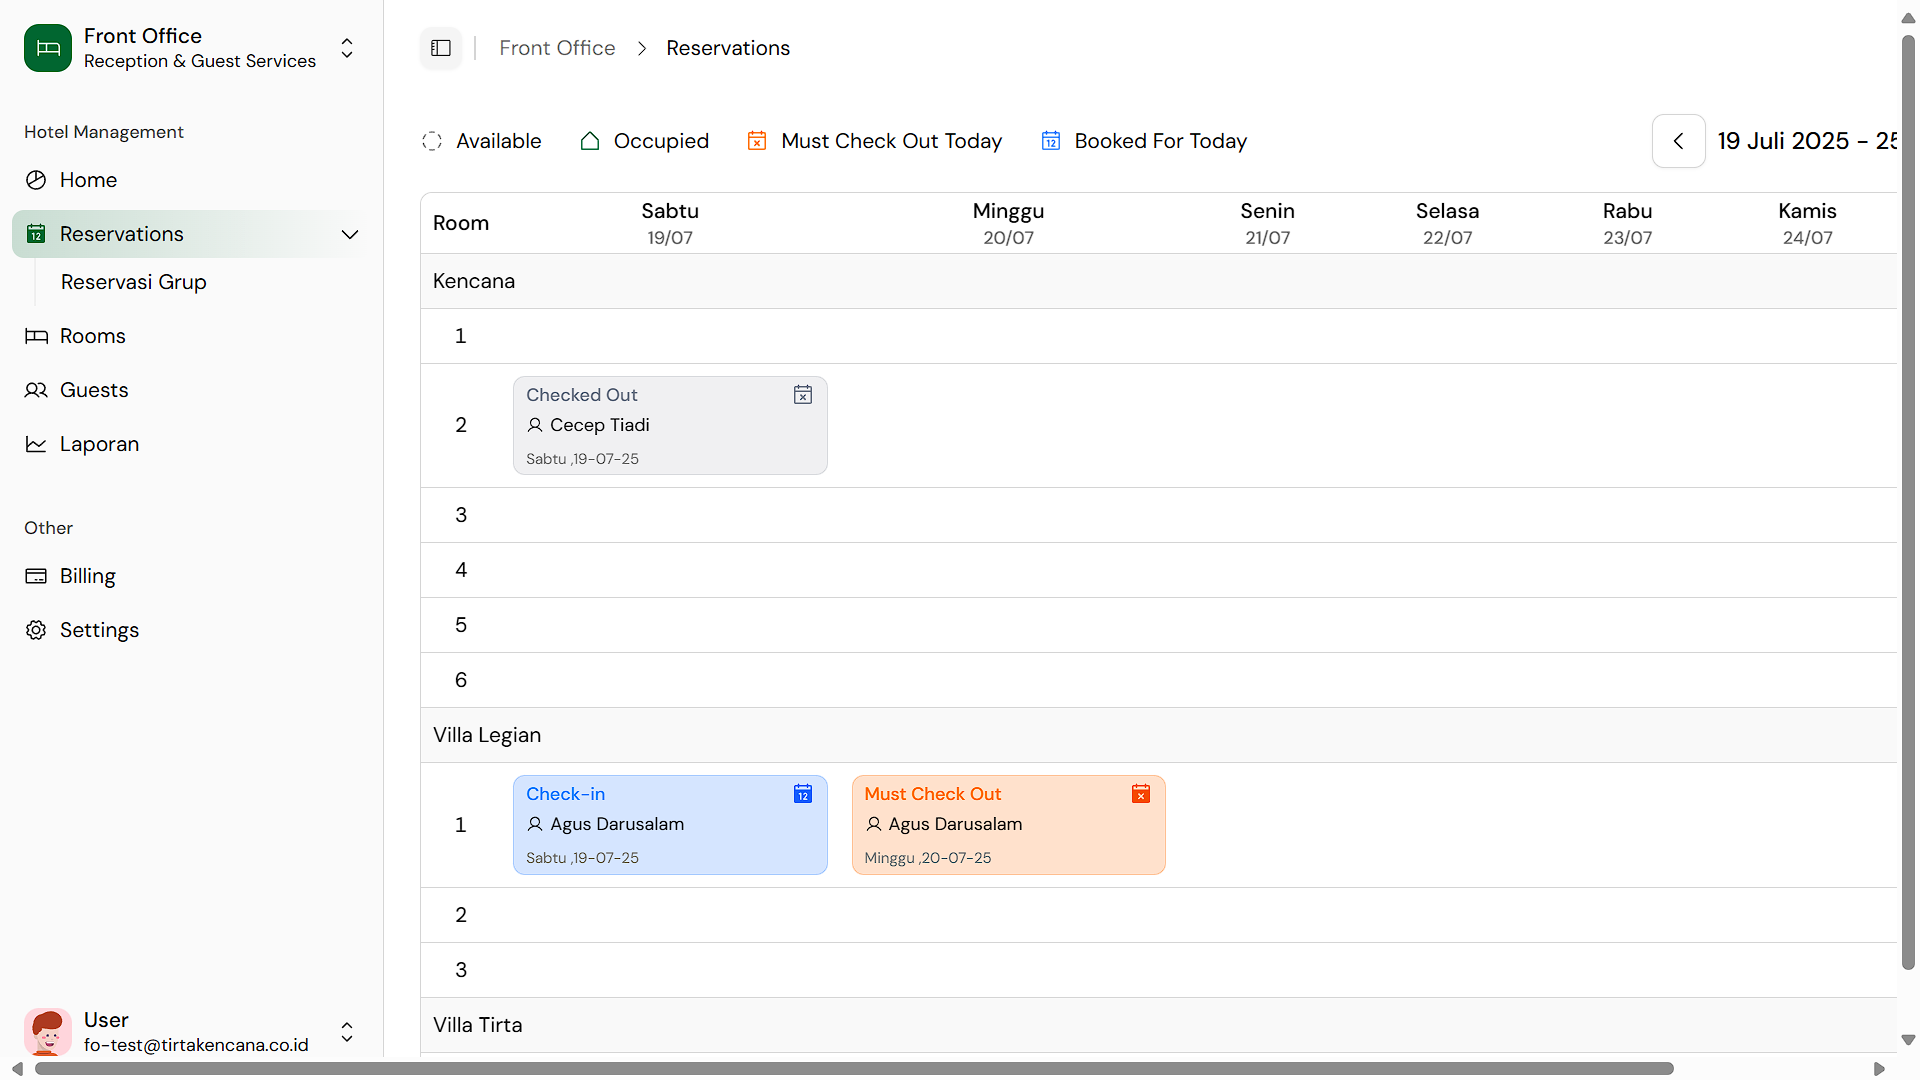 Front Office
Reception & Guest Services
Hotel Management
Home
12
Reservations
Reservasi Grup
Rooms
Guests
Laporan
Other
Billing
Settings
User
fo-test@tirtakencana.co.id
Front Office > Reservations
Available
Occupied
Must Check Out Today
12
Booked For Today
19 Juli 2025 - 25
Room
Sabtu
19/07
Minggu
20/07
Senin
21/07
Selasa
22/07
Rabu
23/07
Kamis
24/07
Kencana
1
2
Checked Out
Cecep Tiadi
Sabtu ,19-07-25
3
4
5
6
Villa Legian
1
Check-in
12
Agus Darusalam
Sabtu ,19-07-25
Must Check Out
Agus Darusalam
Minggu ,20-07-25
2
3
Villa Tirta